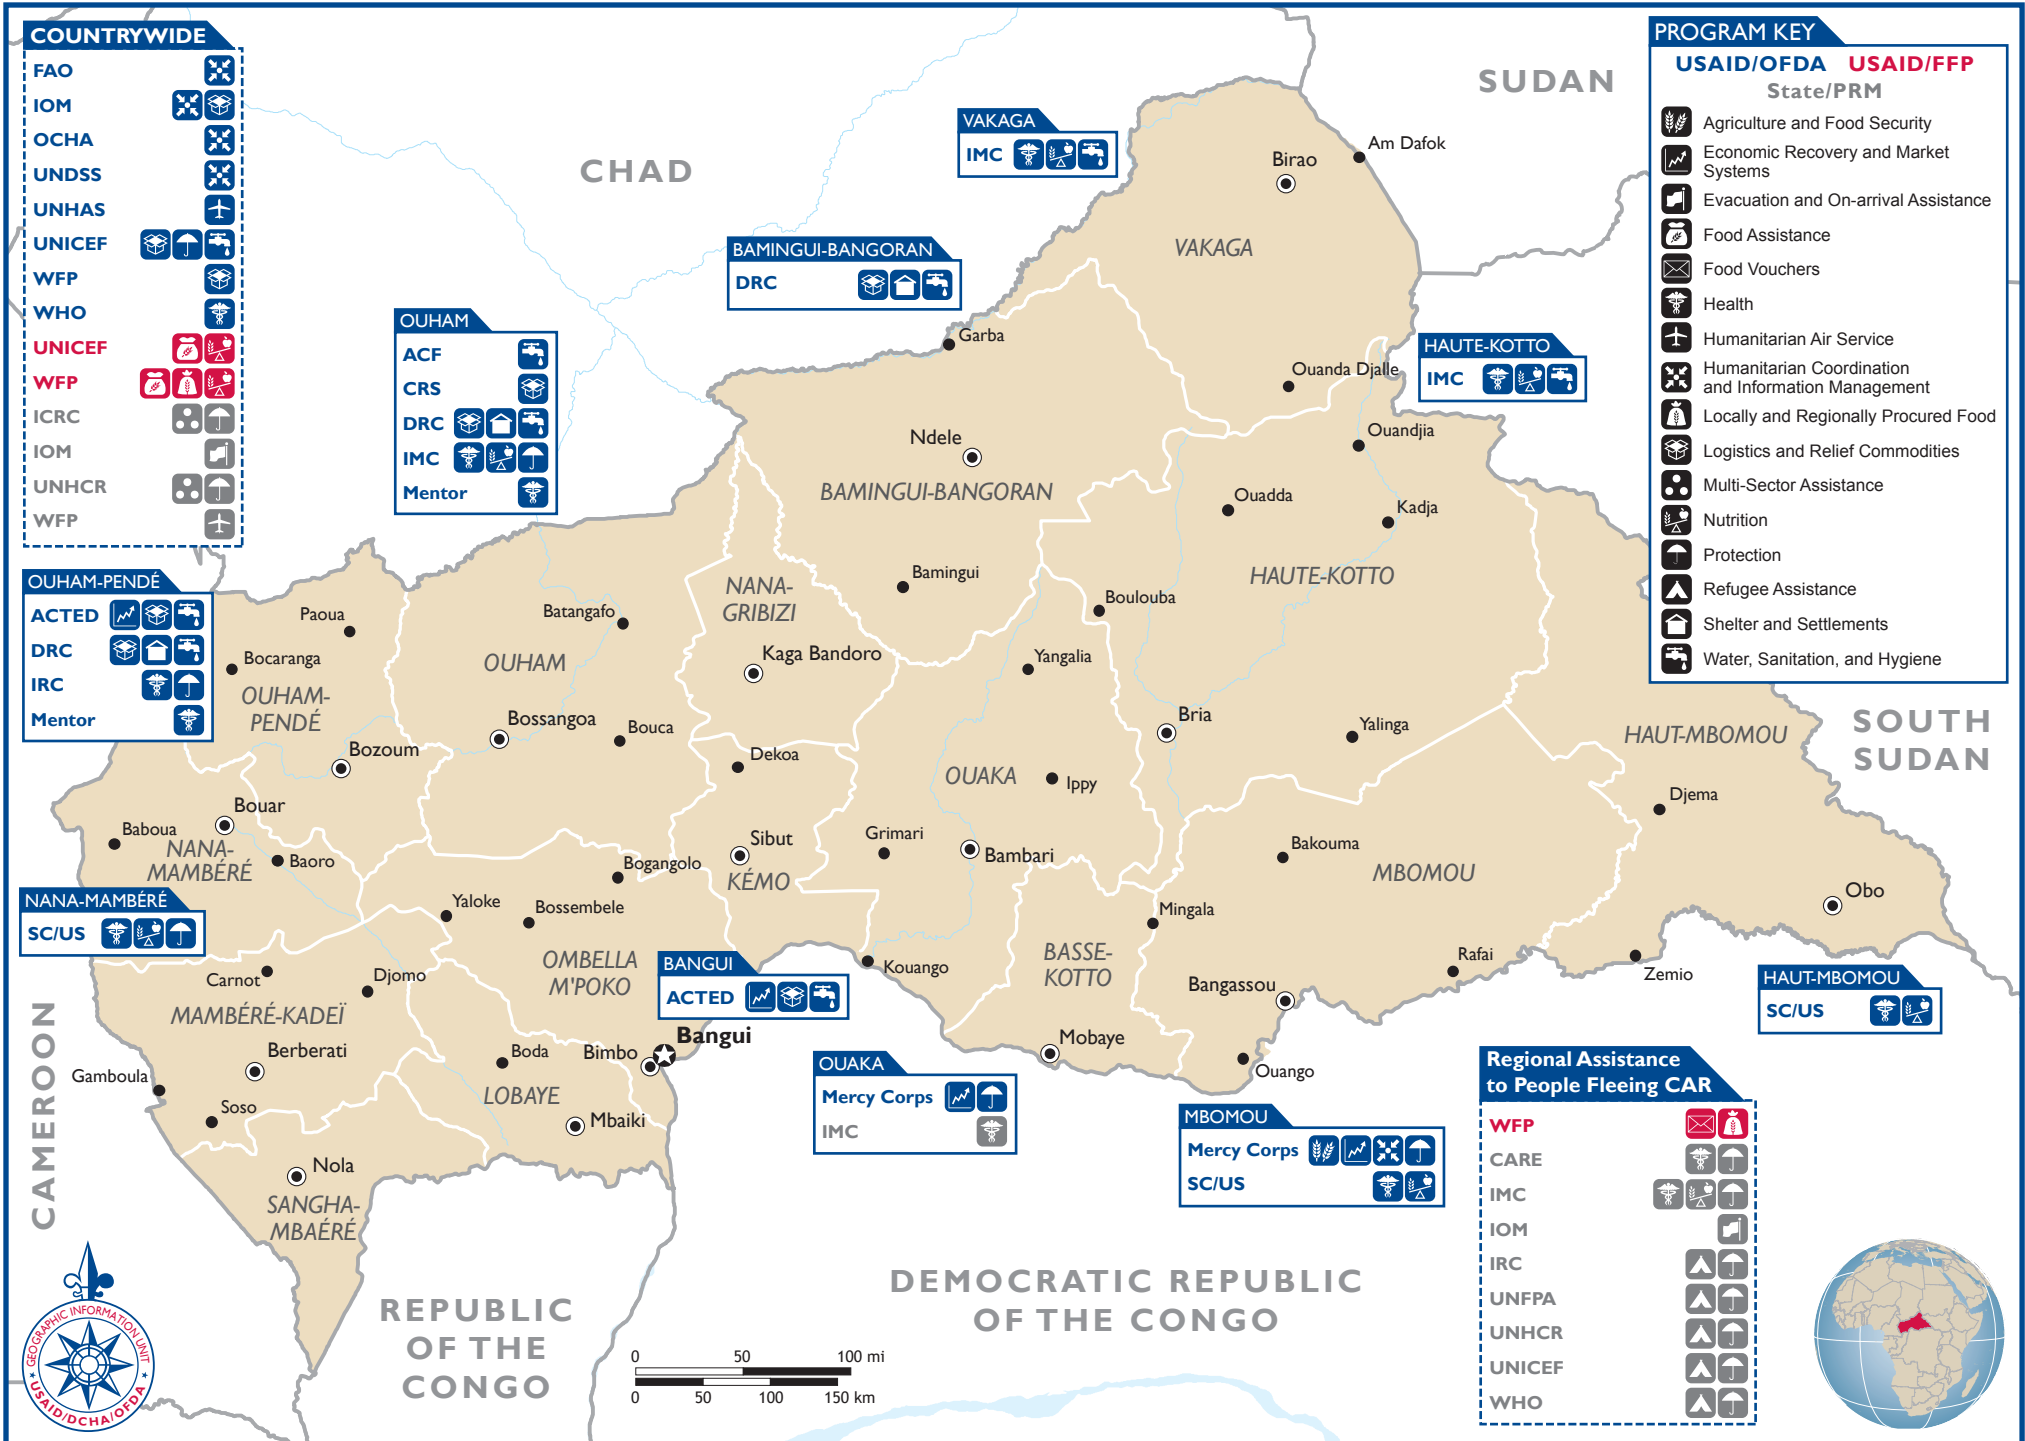 COUNTRYWIDE
FAO
IOM
OCHA
UNDSS
UNHAS
UNICEF
WFP
WHO
UNICEF
WFP
ICRC
IOM
UNHCR
WFP
PROGRAM KEY
USAID/OFDA USAID/FFP
State/PRM
Agriculture and Food Security
Economic Recovery and Market
Systems
Evacuation and On-arrival Assistance
Food Assistance
Food Vouchers
Health
Humanitarian Air Service
Humanitarian Coordination
and Information Management
Locally and Regionally Procured Food
Logistics and Relief Commodities
Multi-Sector Assistance
Nutrition
Protection
Refugee Assistance
Shelter and Settlements
Water, Sanitation, and Hygiene
SUDAN
CHAD
VAKAGA
IMC
Birao
Am Dafok
VAKAGA
BAMINGUI-BANGORAN
DRC
OUHAM
ACF
CRS
DRC
IMC
Mentor
Garba
Ouanda Djalle
HAUTE-KOTTO
IMC
Ndele
Ouandjia
BAMINGUI-BANGORAN
Ouadda
Kadja
OUHAM-PENDÉ
ACTED
DRC
IRC
Mentor
Paoua
Bocaranga
OUHAM-
PENDÉ
Bozoum
Batangafo
OUHAM
Bossangoa
Bouca
NANA-
GRIBIZI
Kaga Bandoro
Bamingui
Dekoa
Boulouba
HAUTE-KOTTO
Yangalia
Bria
Yalinga
OUAKA
Ippy
HAUT-MBOMOU
SOUTH
SUDAN
Djema
Bouar
Baboua
NANA-
MAMBÉRÉ
Baoro
Sibut
KÉMO
Grimari
Bambari
Bakouma
MBOMOU
Obo
Bogangolo
NANA-MAMBÉRÉ
SC/US
Yaloke
Bossembele
OMBELLA
M'POKO
Mingala
BASSE-
KOTTO
Rafai
Zemio
Kouango
Bangassou
BANGUI
ACTED
Carnot
Djomo
MAMBÉRÉ-KADEÏ
HAUT-MBOMOU
SC/US
CAMEROON
Berberati
Gamboula
Soso
Boda
Bimbo
Bangui
LOBAYE
Mbaiki
Mobaye
Ouango
OUAKA
Mercy Corps
IMC
MBOMOU
Mercy Corps
SC/US
Nola
SANGHA-
MBAÉRÉ
Regional Assistance
to People Fleeing CAR
WFP
CARE
IMC
IOM
IRC
UNFPA
UNHCR
UNICEF
WHO
REPUBLIC
OF THE
CONGO
DEMOCRATIC REPUBLIC
OF THE CONGO
0 50 100 mi
0 50 100 150 km
GEOGRAPHIC INFORMATION UNIT
USAID/DCHA/OFDA